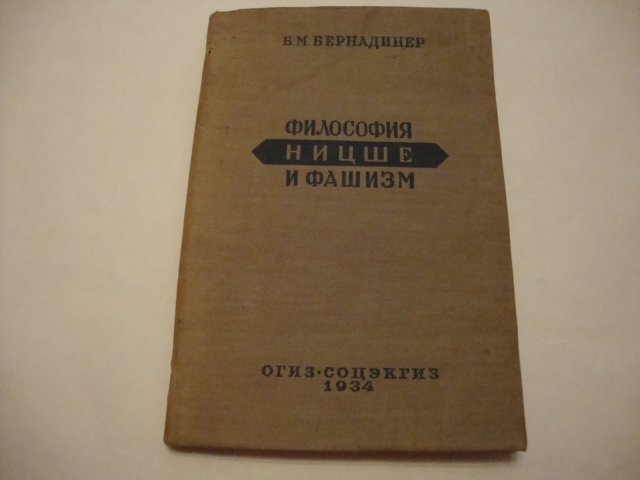 Б. М. БЕРНАДИНЕР
ФИЛОСОФИЯ
НИЦШЕ
И ФАШИЗМ
ОГИЗ · СОЦЭКГИЗ
1934